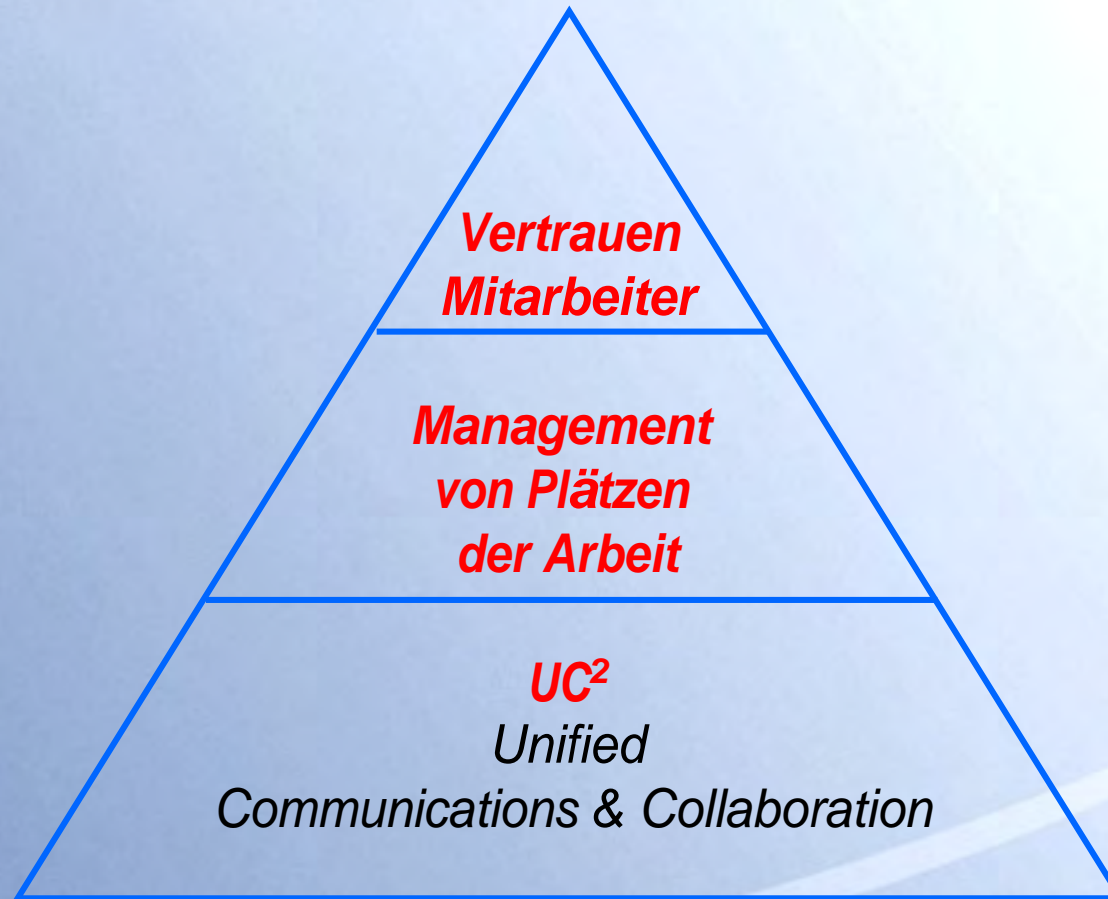 Vertrauen
Mitarbeiter
Management
von Plätzen
der Arbeit
UC²
Unified
Communications & Collaboration